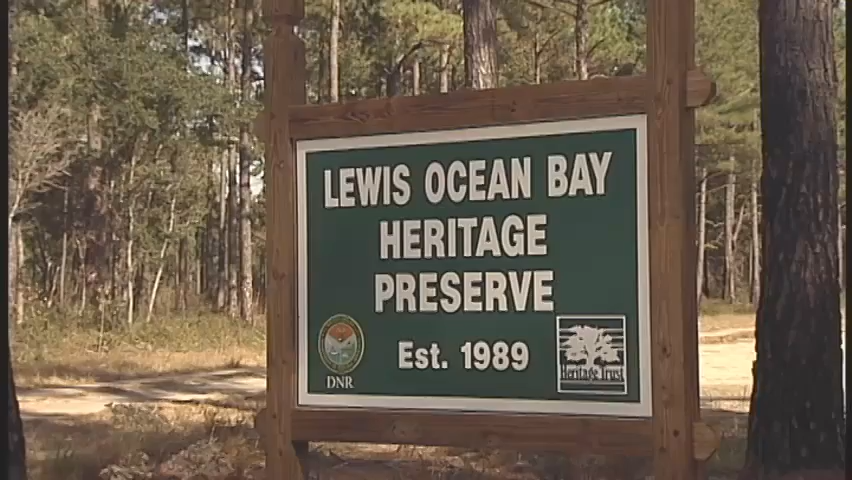 LEWIS OCEAN BAY
HERITAGE
PRESERVE
Est. 1989
DNR
Heritage Trust